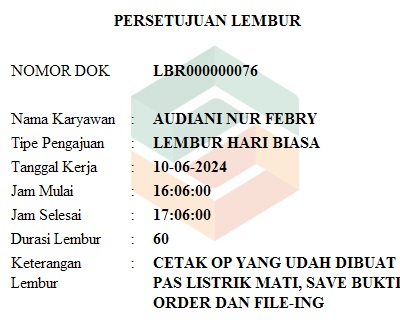 PERSETUJUAN LEMBUR
NOMOR DOK LBR000000076
Nama Karyawan : AUDIANI NUR FEBRY
Tipe Pengajuan : LEMBUR HARI BIASA
Tanggal Kerja : 10-06-2024
Jam Mulai : 16:06:00
Jam Selesai : 17:06:00
Durasi Lembur : 60
Keterangan : CETAK OP YANG UDAH DIBUAT
Lembur PAS LISTRIK MATI, SAVE BUKTI
ORDER DAN FILE-ING